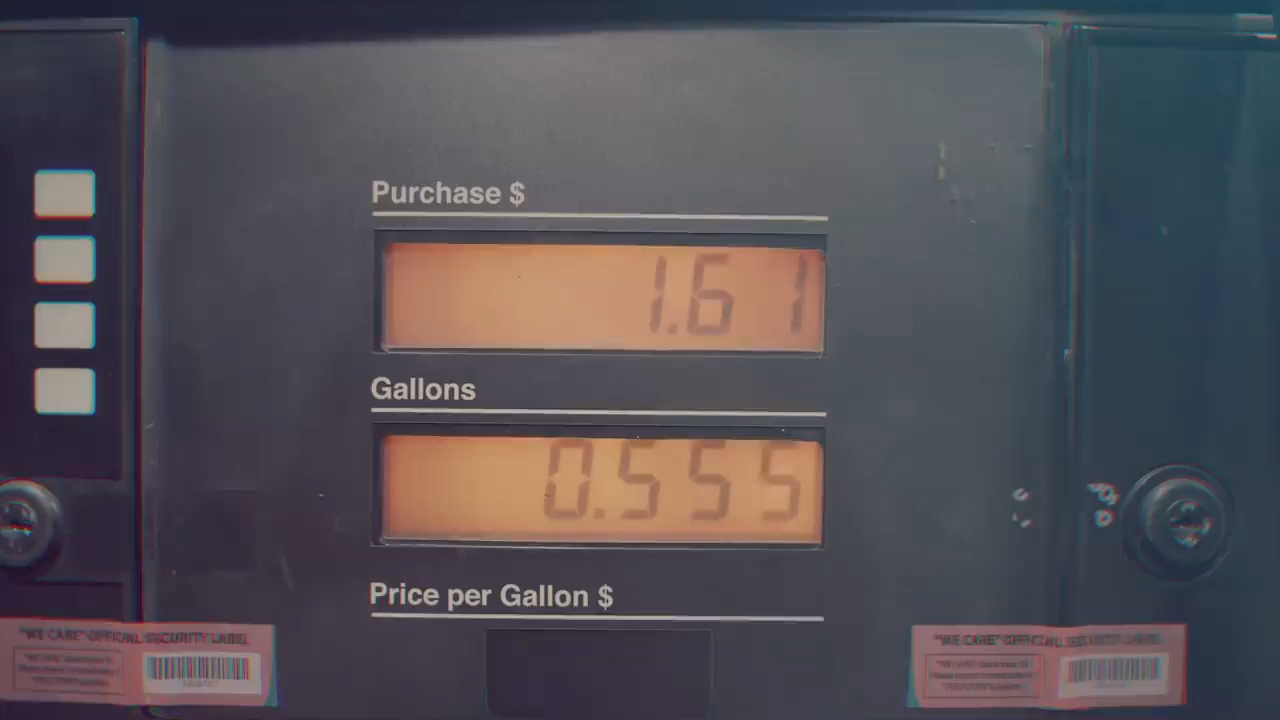 Purchase $
1.61
Gallons
0.555
Price per Gallon $
"WE CARE" OFFICIAL SECURITY LABEL
"WE CARE" OFFICIAL SECURITY LABEL